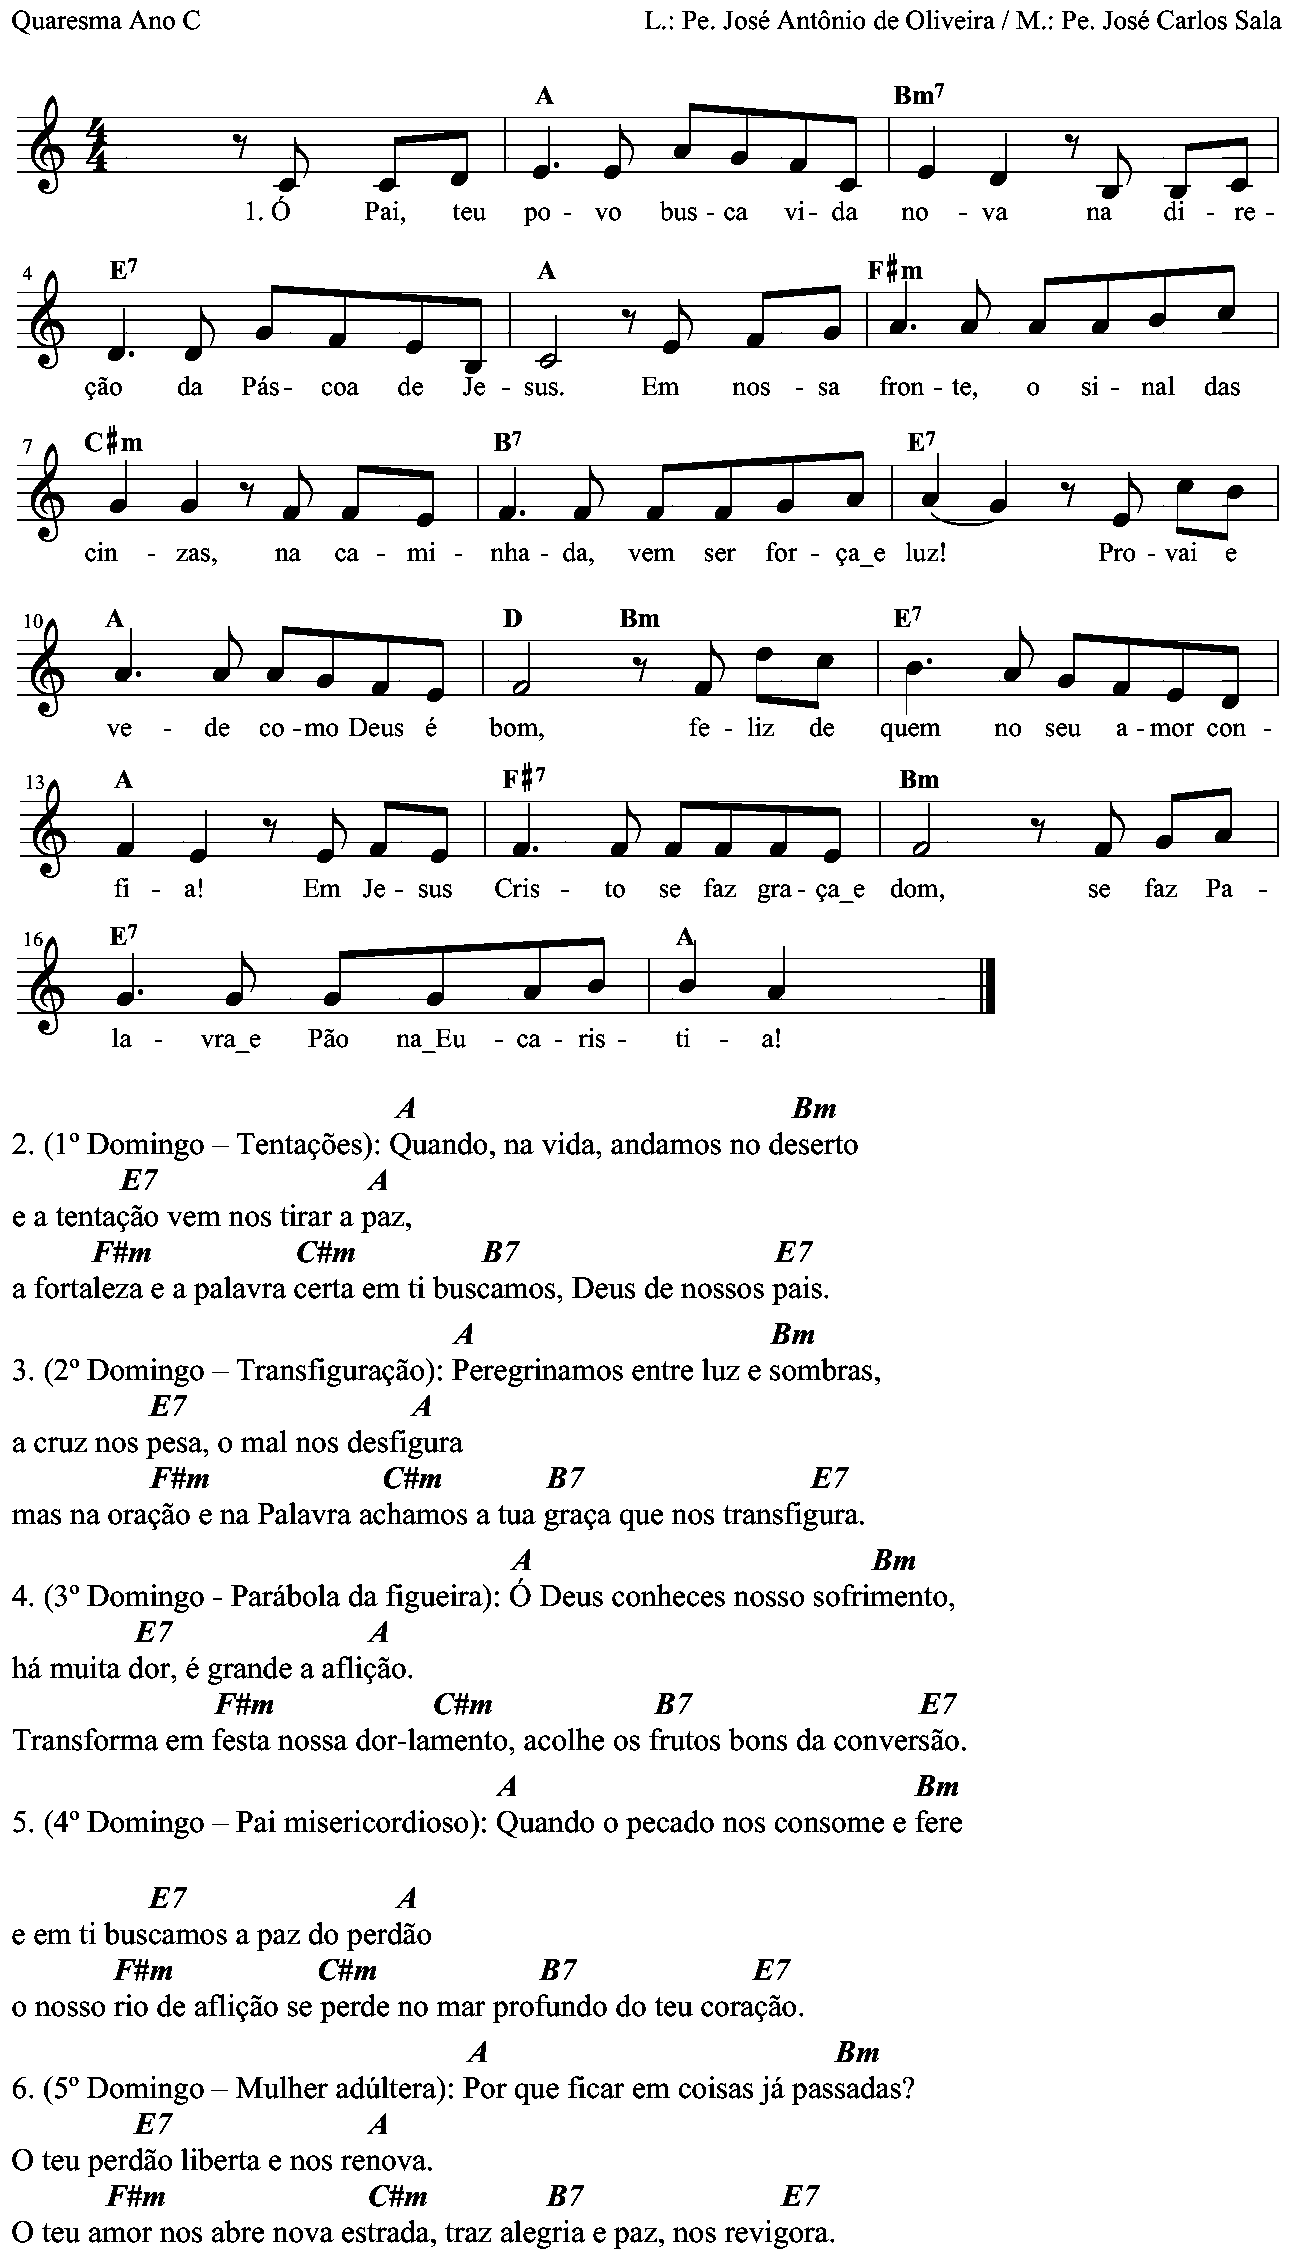 Quaresma Ano C L.: Pe. José Antônio de Oliveira / M.: Pe. José Carlos Sala
A Bm7
4
4
1. Ó Pai, teu po - vo bus - ca vi - da no - va na di - re -
4 E7 A F#m
ção da Pás - coa de Je - sus. Em nos - sa fron - te, o si - nal das
7 C#m B7 E7
cin - zas, na ca - mi - nha - da, vem ser for - ça_e luz! Pro - vai e
10 A D Bm E7
ve - de co - mo Deus é bom, fe - liz de quem no seu a - mor con -
13 A F#7 Bm
fi - a! Em Je - sus Cris - to se faz gra - ça_e dom, se faz Pa -
16 E7 A
la - vra_e Pão na_Eu - ca - ris - ti - a!
A Bm
2. (1º Domingo – Tentações): Quando, na vida, andamos no deserto
E7 A
e a tentação vem nos tirar a paz,
F#m C#m B7 E7
a fortaleza e a palavra certa em ti buscamos, Deus de nossos pais.
A Bm
3. (2º Domingo – Transfiguração): Peregrinamos entre luz e sombras,
E7 A
a cruz nos pesa, o mal nos desfigura
F#m C#m B7 E7
mas na oração e na Palavra achamos a tua graça que nos transfigura.
A Bm
4. (3º Domingo - Parábola da figueira): Ó Deus conheces nosso sofrimento,
E7 A
há muita dor, é grande a aflição.
F#m C#m B7 E7
Transforma em festa nossa dor-lamento, acolhe os frutos bons da conversão.
A Bm
5. (4º Domingo – Pai misericordioso): Quando o pecado nos consome e fere
E7 A
e em ti buscamos a paz do perdão
F#m C#m B7 E7
o nosso rio de aflição se perde no mar profundo do teu coração.
A Bm
6. (5º Domingo – Mulher adúltera): Por que ficar em coisas já passadas?
E7 A
O teu perdão liberta e nos renova.
F#m C#m B7 E7
O teu amor nos abre nova estrada, traz alegria e paz, nos revigora.